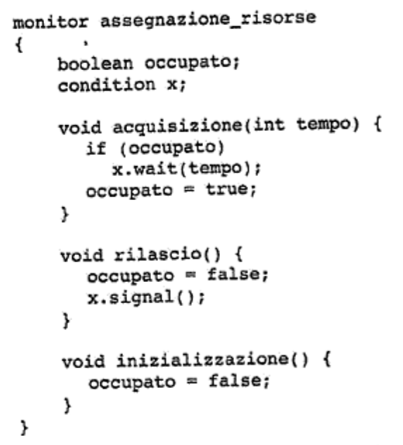 monitor assegnazione_risorse
{
boolean occupato;
condition x;
void acquisizione(int tempo) {
if (occupato)
x.wait(tempo);
occupato = true;
}
void rilascio() {
occupato = false;
x.signal();
}
void inizializzazione() {
occupato = false;
}
}